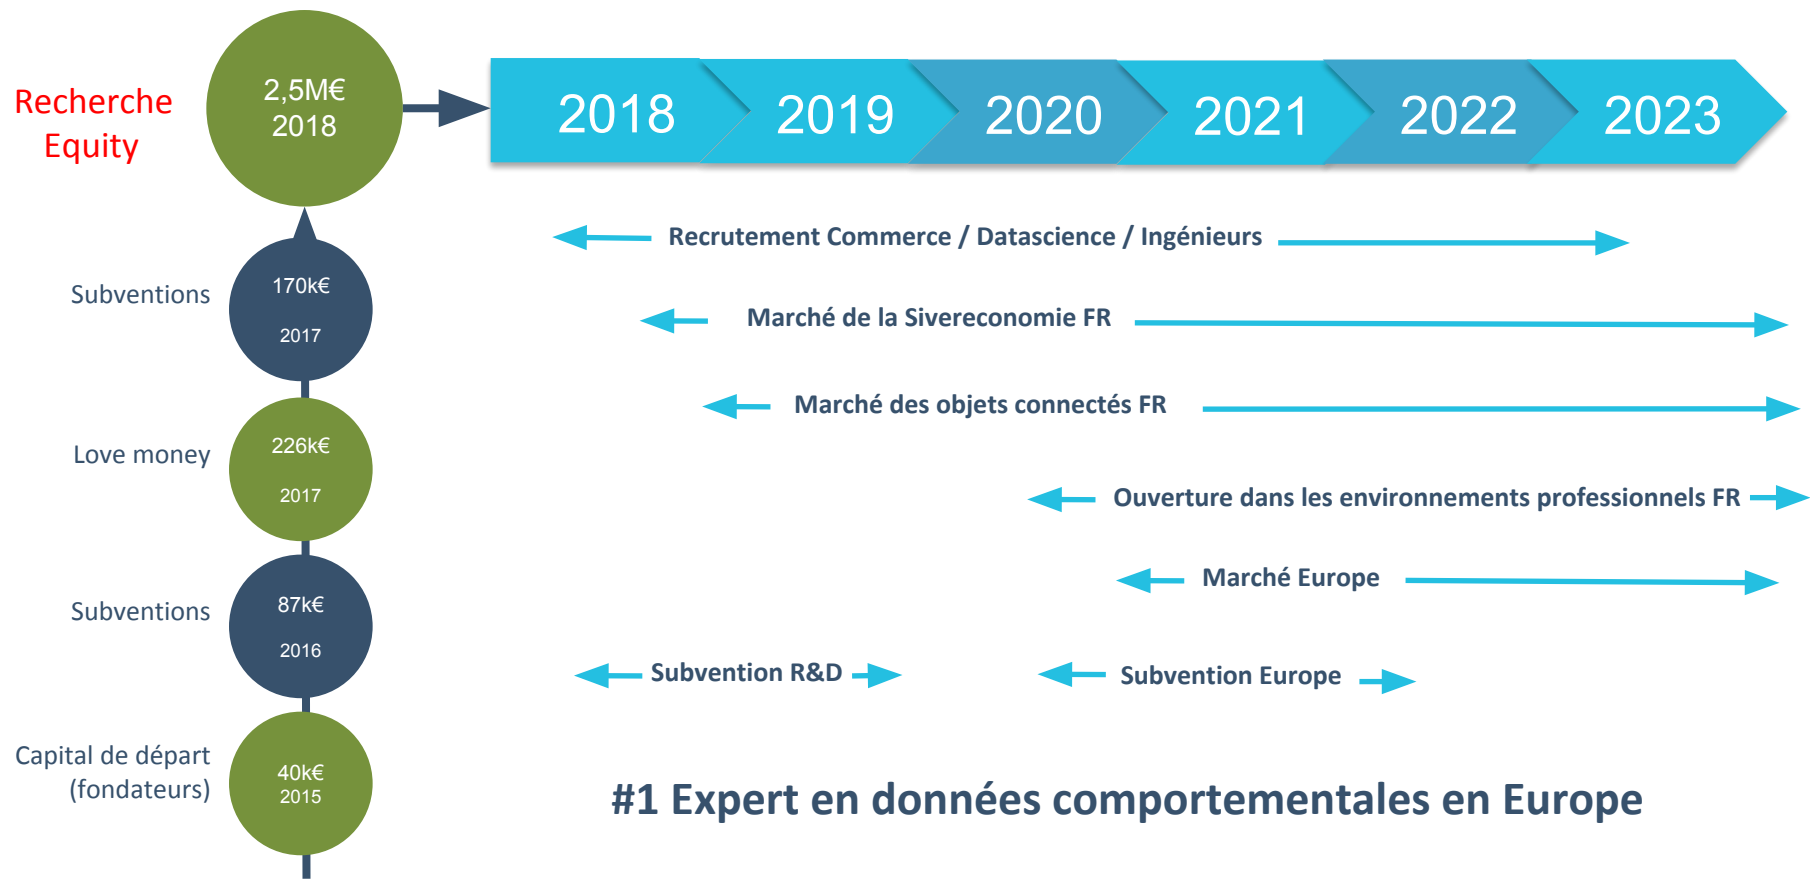 Recherche
Equity
2,5M€
2018
2018
2019
2020
2021
2022
2023
Recrutement Commerce / Datascience / Ingénieurs
Subventions
170k€
2017
Marché de la Sivereconomie FR
Marché des objets connectés FR
Love money
226k€
2017
Ouverture dans les environnements professionnels FR
Marché Europe
Subventions
87k€
2016
Subvention R&D
Subvention Europe
Capital de départ
(fondateurs)
40k€
2015
#1 Expert en données comportementales en Europe